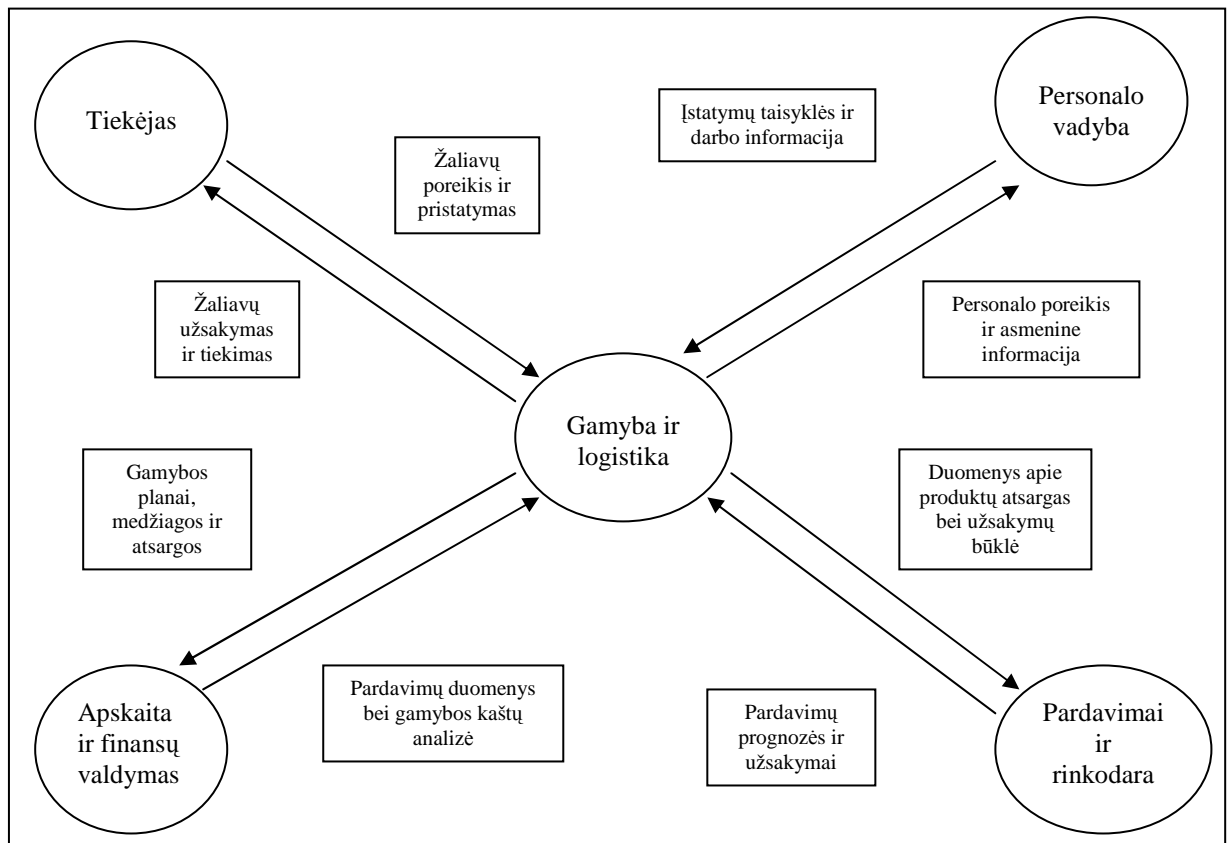 Tiekėjas
Įstatymų taisyklės ir
darbo informacija
Personalo
vadyba
Žaliavų
poreikis ir
pristatymas
Žaliavų
užsakymas
ir tiekimas
Personalo poreikis
ir asmenine
informacija
Gamyba ir
logistika
Gamybos
planai,
medžiagos ir
atsargos
Duomenys apie
produktų atsargas
bei užsakymų
būklė
Apskaita
ir finansų
valdymas
Pardavimų duomenys
bei gamybos kaštų
analizė
Pardavimų
prognozės ir
užsakymai
Pardavimai
ir
rinkodara